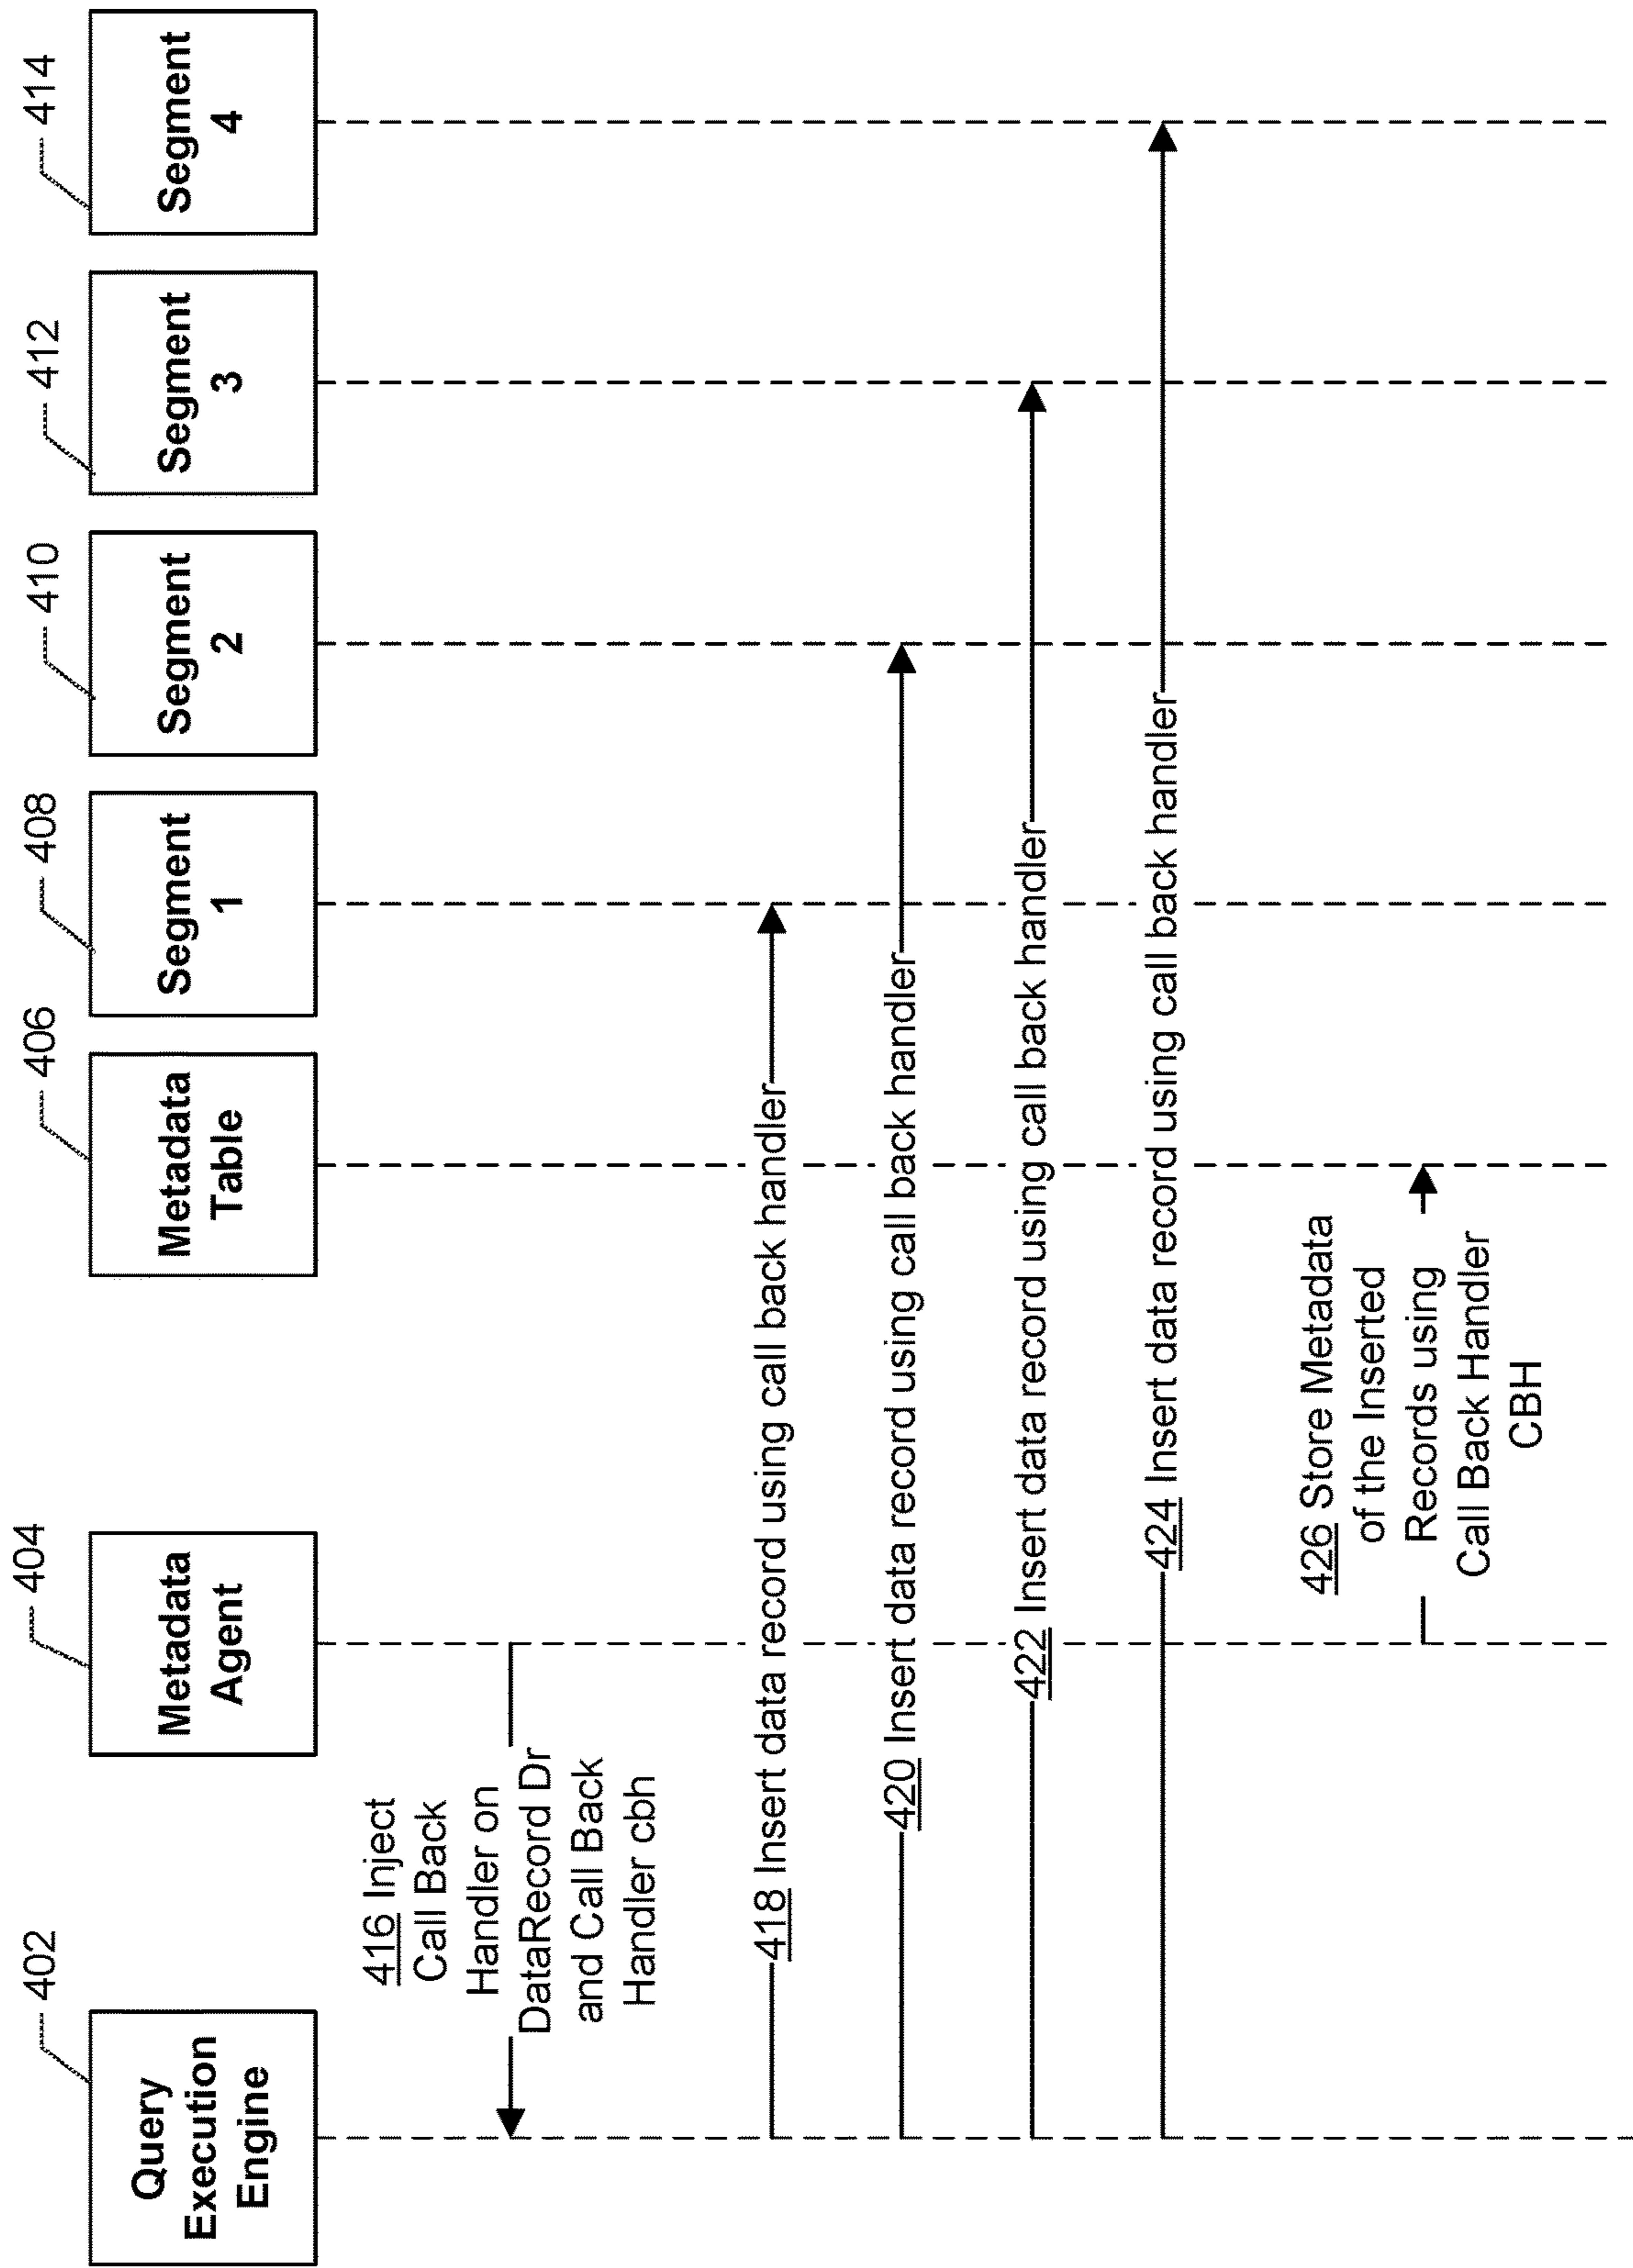 402
404
406
408
410
412
414
Query
Execution
Engine
Metadata
Agent
Metadata
Table
Segment
1
Segment
2
Segment
3
Segment
4
416 Inject
Call Back
Handler on
DataRecord Dr
and Call Back
Handler cbh
418 Insert data record using call back handler
420 Insert data record using call back handler
422 Insert data record using call back handler
424 Insert data record using call back handler
426 Store Metadata
of the Inserted
Records using
Call Back Handler
CBH